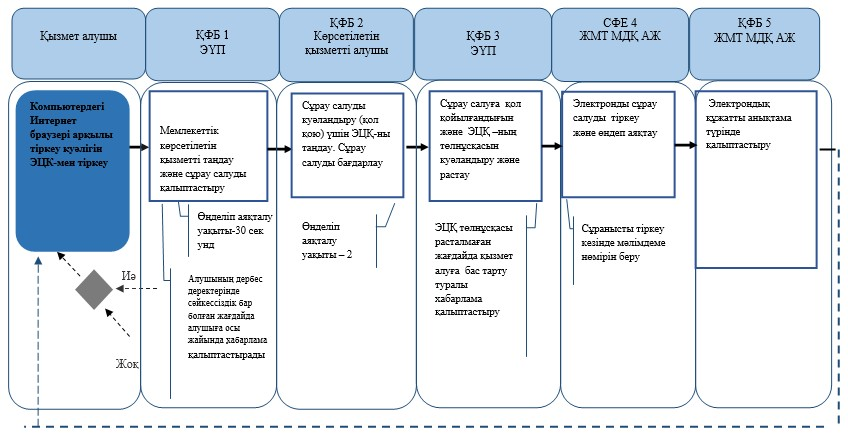 Қызмет алушы
ҚФБ 1
ЭҮП
ҚФБ 2
Көрсетілетін
қызметті алушы
ҚФБ 3
ЭҮП
СФЕ 4
ЖМТ МДҚ АЖ
ҚФБ 5
ЖМТ МДҚ АЖ
Компьютердегі
Интернет
браузері арқылы
тіркеу куәлігін
ЭЦК-мен тіркеу
Мемлекеттік
көрсетілетін
қызметті таңдау
және сұрау салуды
қалыптастыру
Сұрау салуды
куәландыру (қол
қою) үшін ЭЦҚ-ны
таңдау. Сұрау
салуды бағдарлау
Сұрау салуға қол
қойылғандығын
және ЭЦҚ –ның
төлнұсқасын
куәландыру және
растау
Электронды сұрау
салуды тіркеу
және өңдеп аяқтау
Электрондық
құжатты анықтама
түрінде
қалыптастыру
Өңделіп аяқталу
уақыты-30 сек
унд
Өңделіп
аяқталу
уақыты – 2
ЭЦҚ төлнұсқасы
расталмаған
жағдайда қызмет
алуға бас тарту
туралы
хабарлама
қалыптастыру
Сұранысты тіркеу
кезінде мәлімдеме
нөмірін беру
Иә
Алушының дербес
деректерінде
сәйкессіздік бар
болған жағдайда
алушыға осы
жайында хабарлама
қалыптастырады
Жоқ